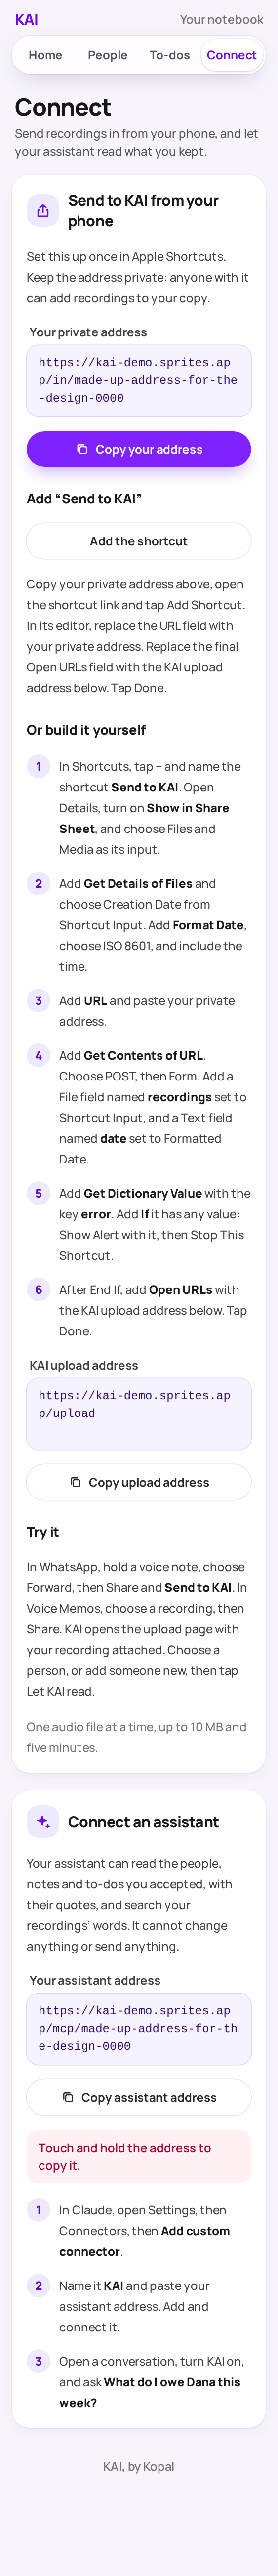 KAI
Your notebook
Home
People
To-dos
Connect
Connect
Send recordings in from your phone, and let
your assistant read what you kept.
Send to KAI from your
phone
Set this up once in Apple Shortcuts.
Keep the address private: anyone with it
can add recordings to your copy.
Your private address
https://kai-demo.sprites.ap
p/in/made-up-address-for-the
-design-0000
Copy your address
Add “Send to KAI”
Add the shortcut
Copy your private address above, open
the shortcut link and tap Add Shortcut.
In its editor, replace the URL field with
your private address. Replace the final
Open URLs field with the KAI upload
address below. Tap Done.
Or build it yourself
1
In Shortcuts, tap + and name the
shortcut Send to KAI. Open
Details, turn on Show in Share
Sheet, and choose Files and
Media as its input.
2
Add Get Details of Files and
choose Creation Date from
Shortcut Input. Add Format Date,
choose ISO 8601, and include the
time.
3
Add URL and paste your private
address.
4
Add Get Contents of URL.
Choose POST, then Form. Add a
File field named recordings set to
Shortcut Input, and a Text field
named date set to Formatted
Date.
5
Add Get Dictionary Value with the
key error. Add If it has any value:
Show Alert with it, then Stop This
Shortcut.
6
After End If, add Open URLs with
the KAI upload address below. Tap
Done.
KAI upload address
https://kai-demo.sprites.ap
p/upload
Copy upload address
Try it
In WhatsApp, hold a voice note, choose
Forward, then Share and Send to KAI. In
Voice Memos, choose a recording, then
Share. KAI opens the upload page with
your recording attached. Choose a
person, or add someone new, then tap
Let KAI read.
One audio file at a time, up to 10 MB and
five minutes.
Connect an assistant
Your assistant can read the people,
notes and to-dos you accepted, with
their quotes, and search your
recordings’ words. It cannot change
anything or send anything.
Your assistant address
https://kai-demo.sprites.ap
p/mcp/made-up-address-for-th
e-design-0000
Copy assistant address
Touch and hold the address to
copy it.
1
In Claude, open Settings, then
Connectors, then Add custom
connector.
2
Name it KAI and paste your
assistant address. Add and
connect it.
3
Open a conversation, turn KAI on,
and ask What do I owe Dana this
week?
KAI, by Kopal